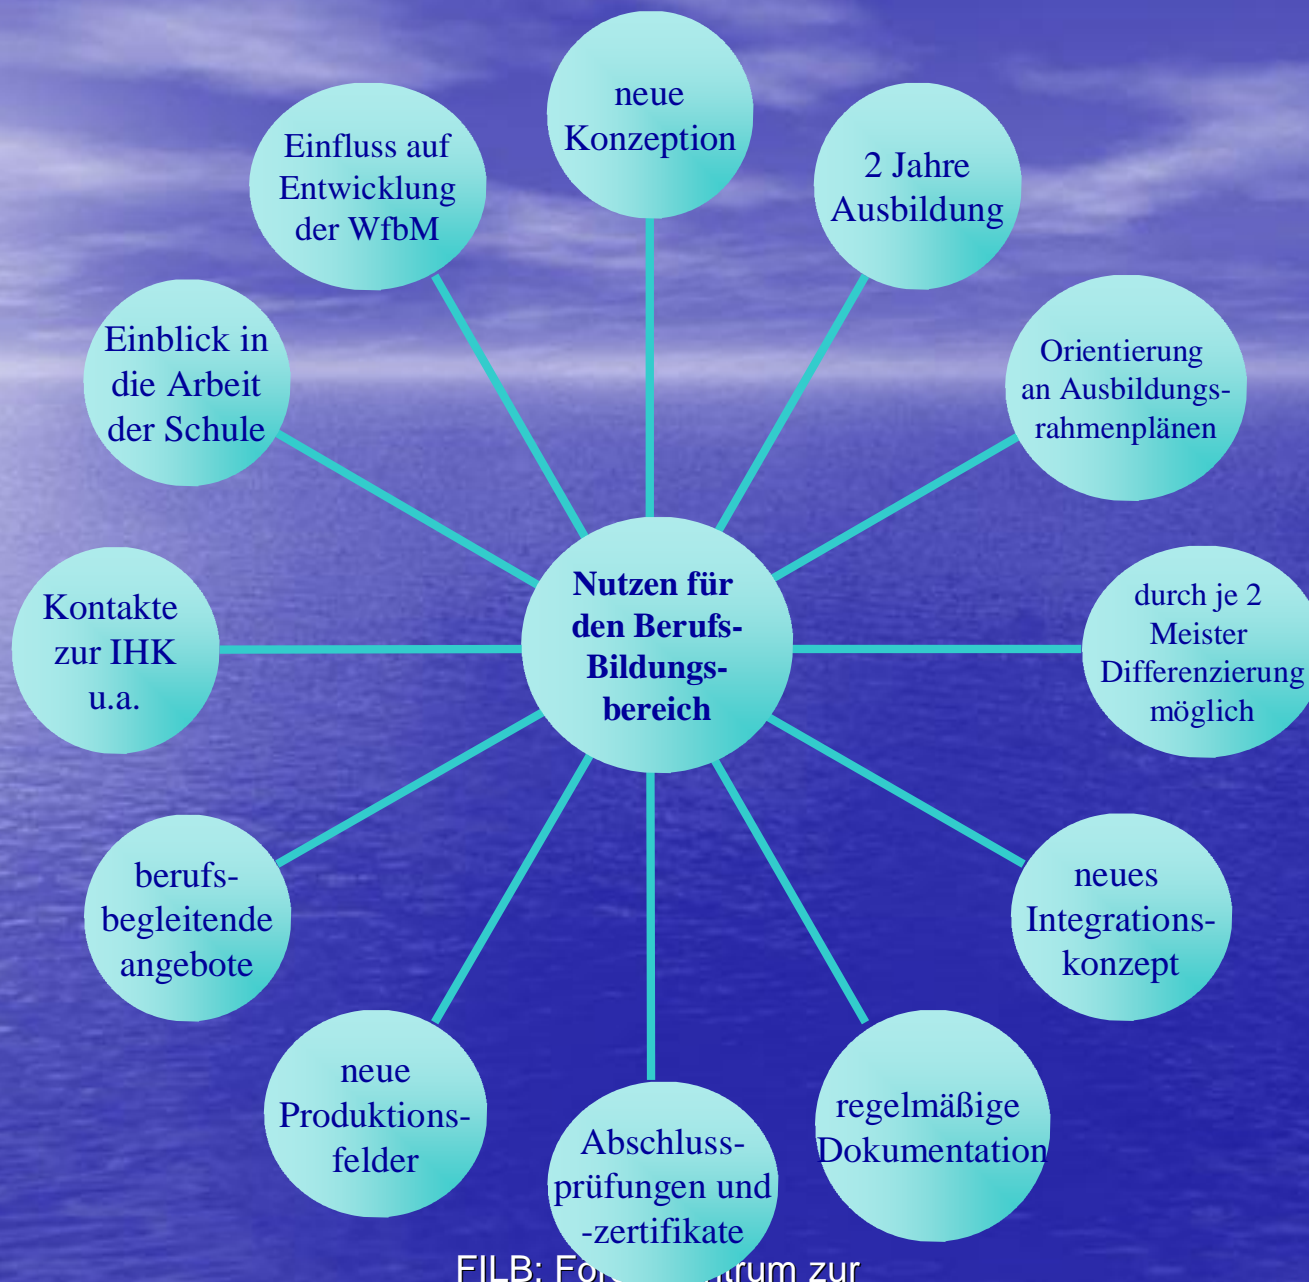 neue
Konzeption
2 Jahre
Ausbildung
Orientierung
an Ausbildungs-
rahmenplänen
durch je 2
Meister
Differenzierung
möglich
neues
Integrations-
konzept
regelmäßige
Dokumentation
Abschluss-
prüfungen und
-zertifikate
neue
Produktions-
felder
berufs-
begleitende
angebote
Kontakte
zur IHK
u.a.
Einblick in
die Arbeit
der Schule
Einfluss auf
Entwicklung
der WfbM
Nutzen für
den Berufs-
Bildungs-
bereich
FILB: zur